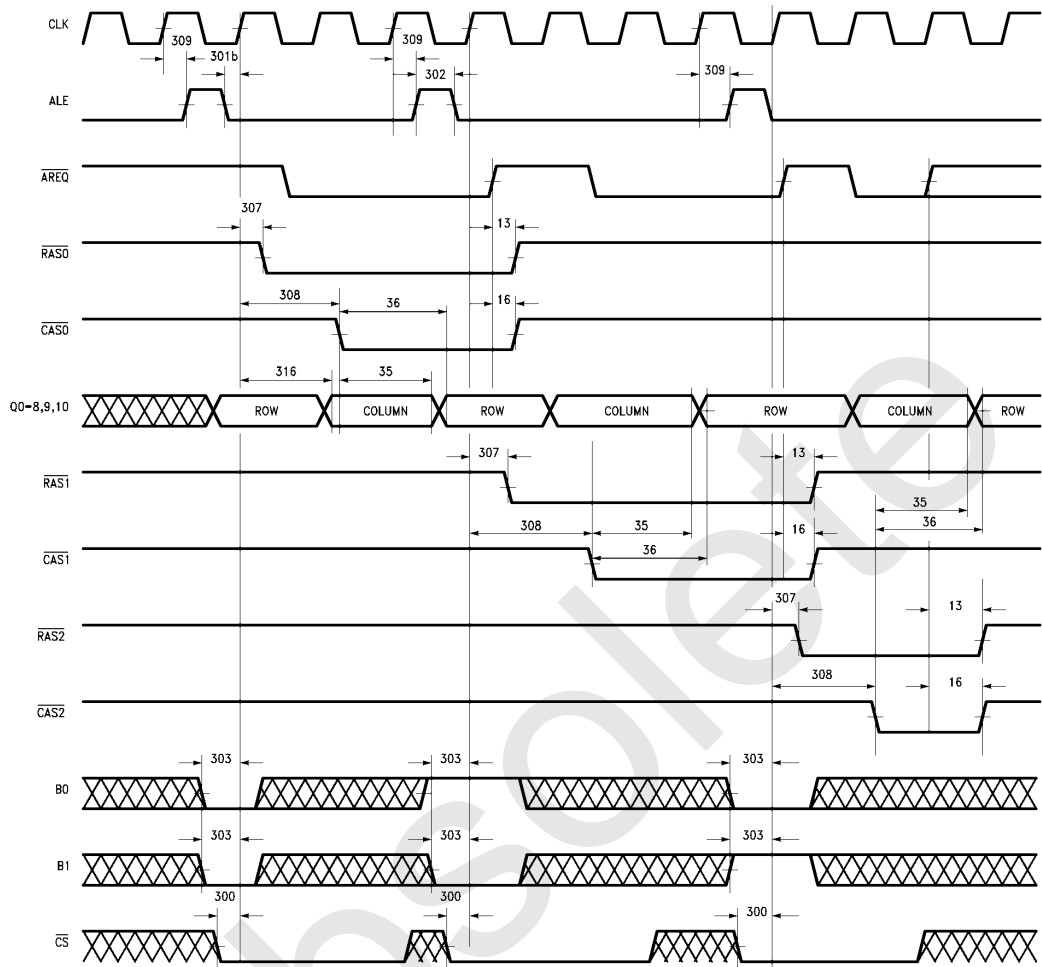 CLK
309
301b
309
302
309
ALE
AREQ
307
13
RAS0
308
36
16
CAS0
316
35
Q0-8,9,10
ROW
COLUMN
ROW
COLUMN
ROW
COLUMN
ROW
307
13
RAS1
35
308
35
16
36
36
CAS1
307
13
RAS2
308
16
CAS2
303
303
303
B0
303
303
303
B1
300
300
300
CS
obsolete